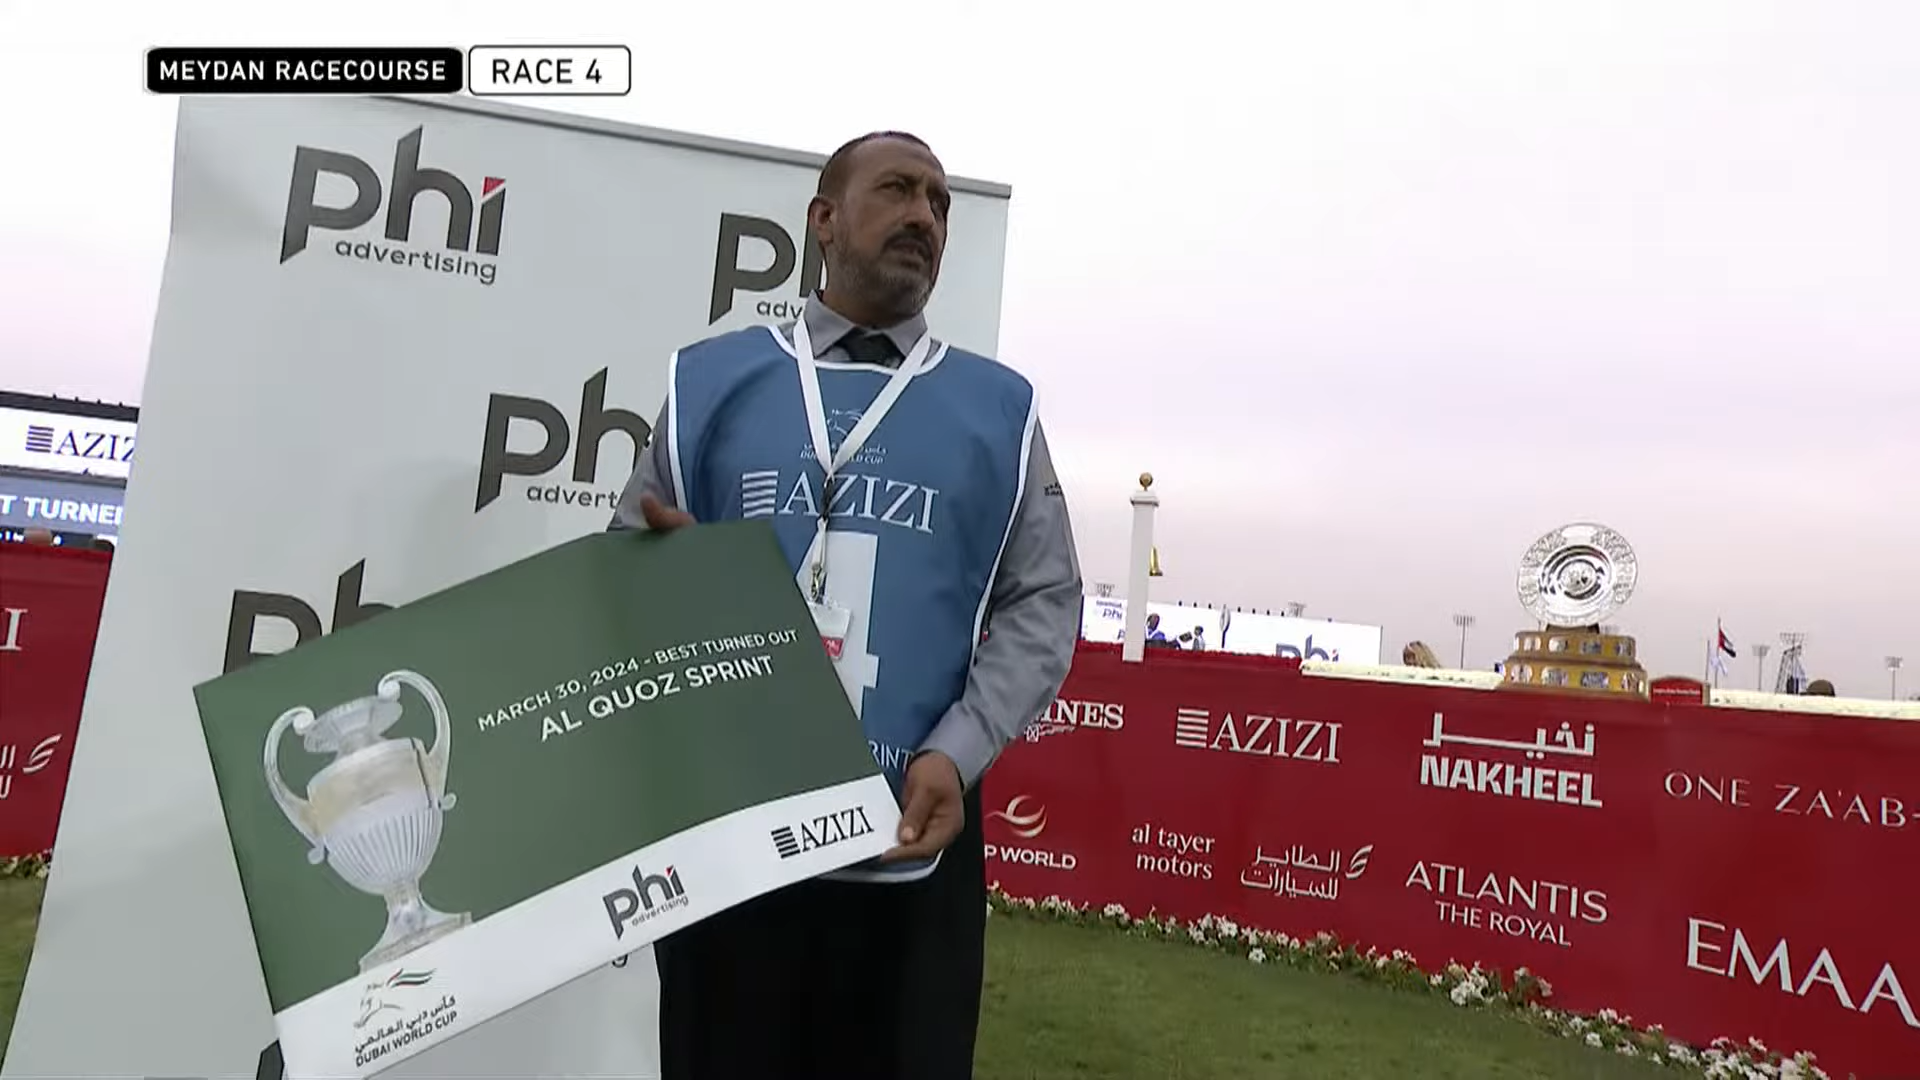 MEYDAN RACECOURSE
RACE 4
phi
advertising
phi
advertising
AZIZI
AZIZI
4
MARCH 30, 2024 - BEST TURNED OUT
AL QUOZ SPRINT
AZIZI
phi
advertising
كأس دبي العالمي
DUBAI WORLD CUP
phi
AZIZI
نخيل
NAKHEEL
ONE ZA'AB
P WORLD
al tayer
motors
الطاير
للسيارات
ATLANTIS
THE ROYAL
EMAA